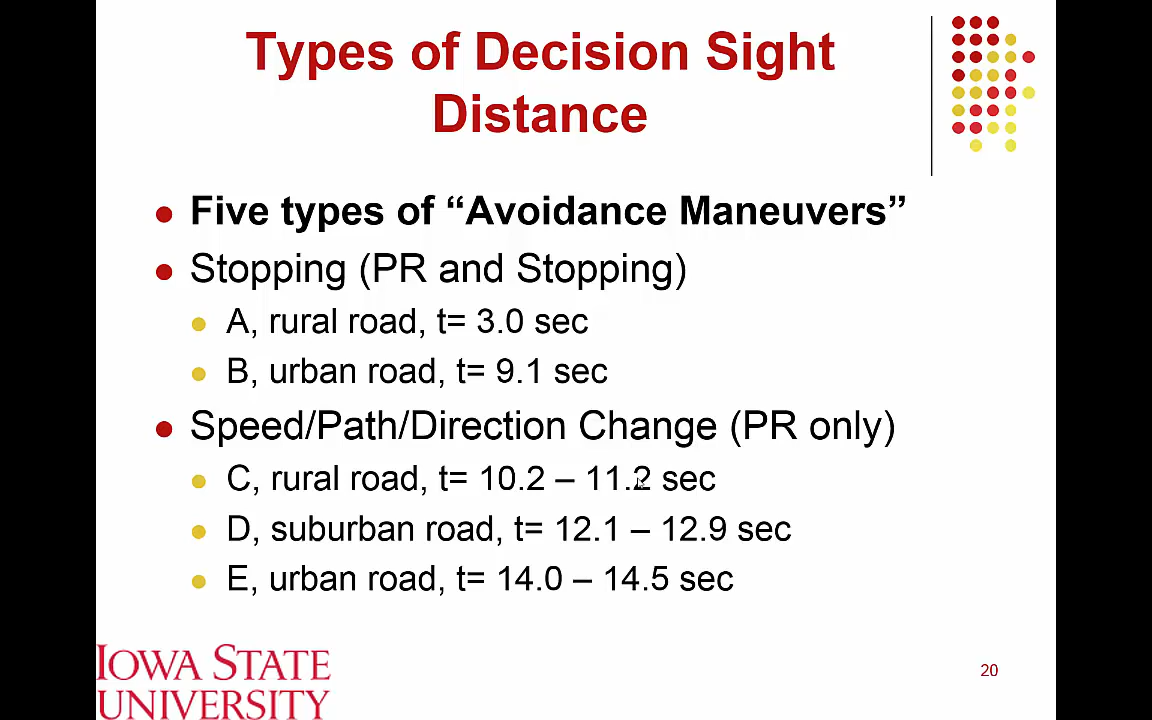 Types of Decision Sight
Distance
Five types of “Avoidance Maneuvers”
Stopping (PR and Stopping)
A, rural road, t= 3.0 sec
B, urban road, t= 9.1 sec
Speed/Path/Direction Change (PR only)
C, rural road, t= 10.2 – 11.2 sec
D, suburban road, t= 12.1 – 12.9 sec
E, urban road, t= 14.0 – 14.5 sec
IOWA STATE
UNIVERSITY
20